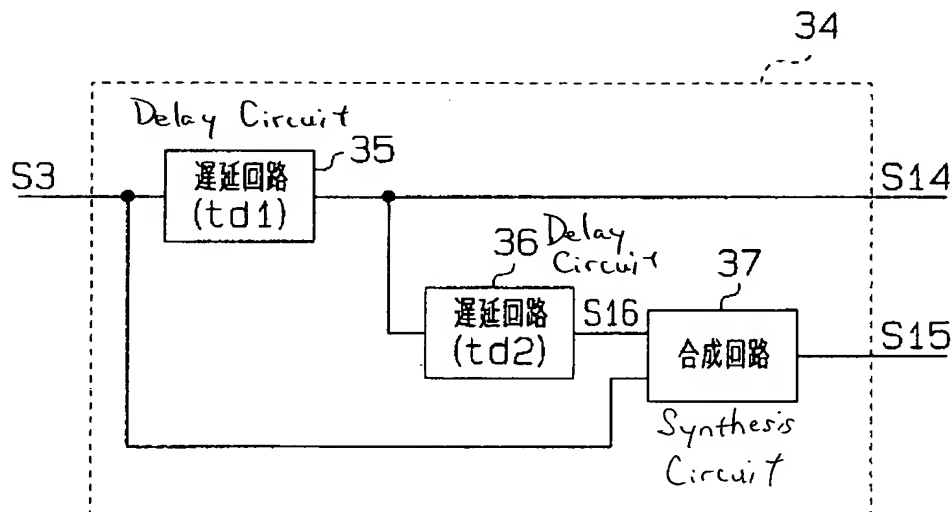 34
Delay Circuit
35
S3
遅延回路
(td1)
S14
36
Delay
Circuit
37
遅延回路
(td2)
S16
合成回路
S15
Synthesis
Circuit